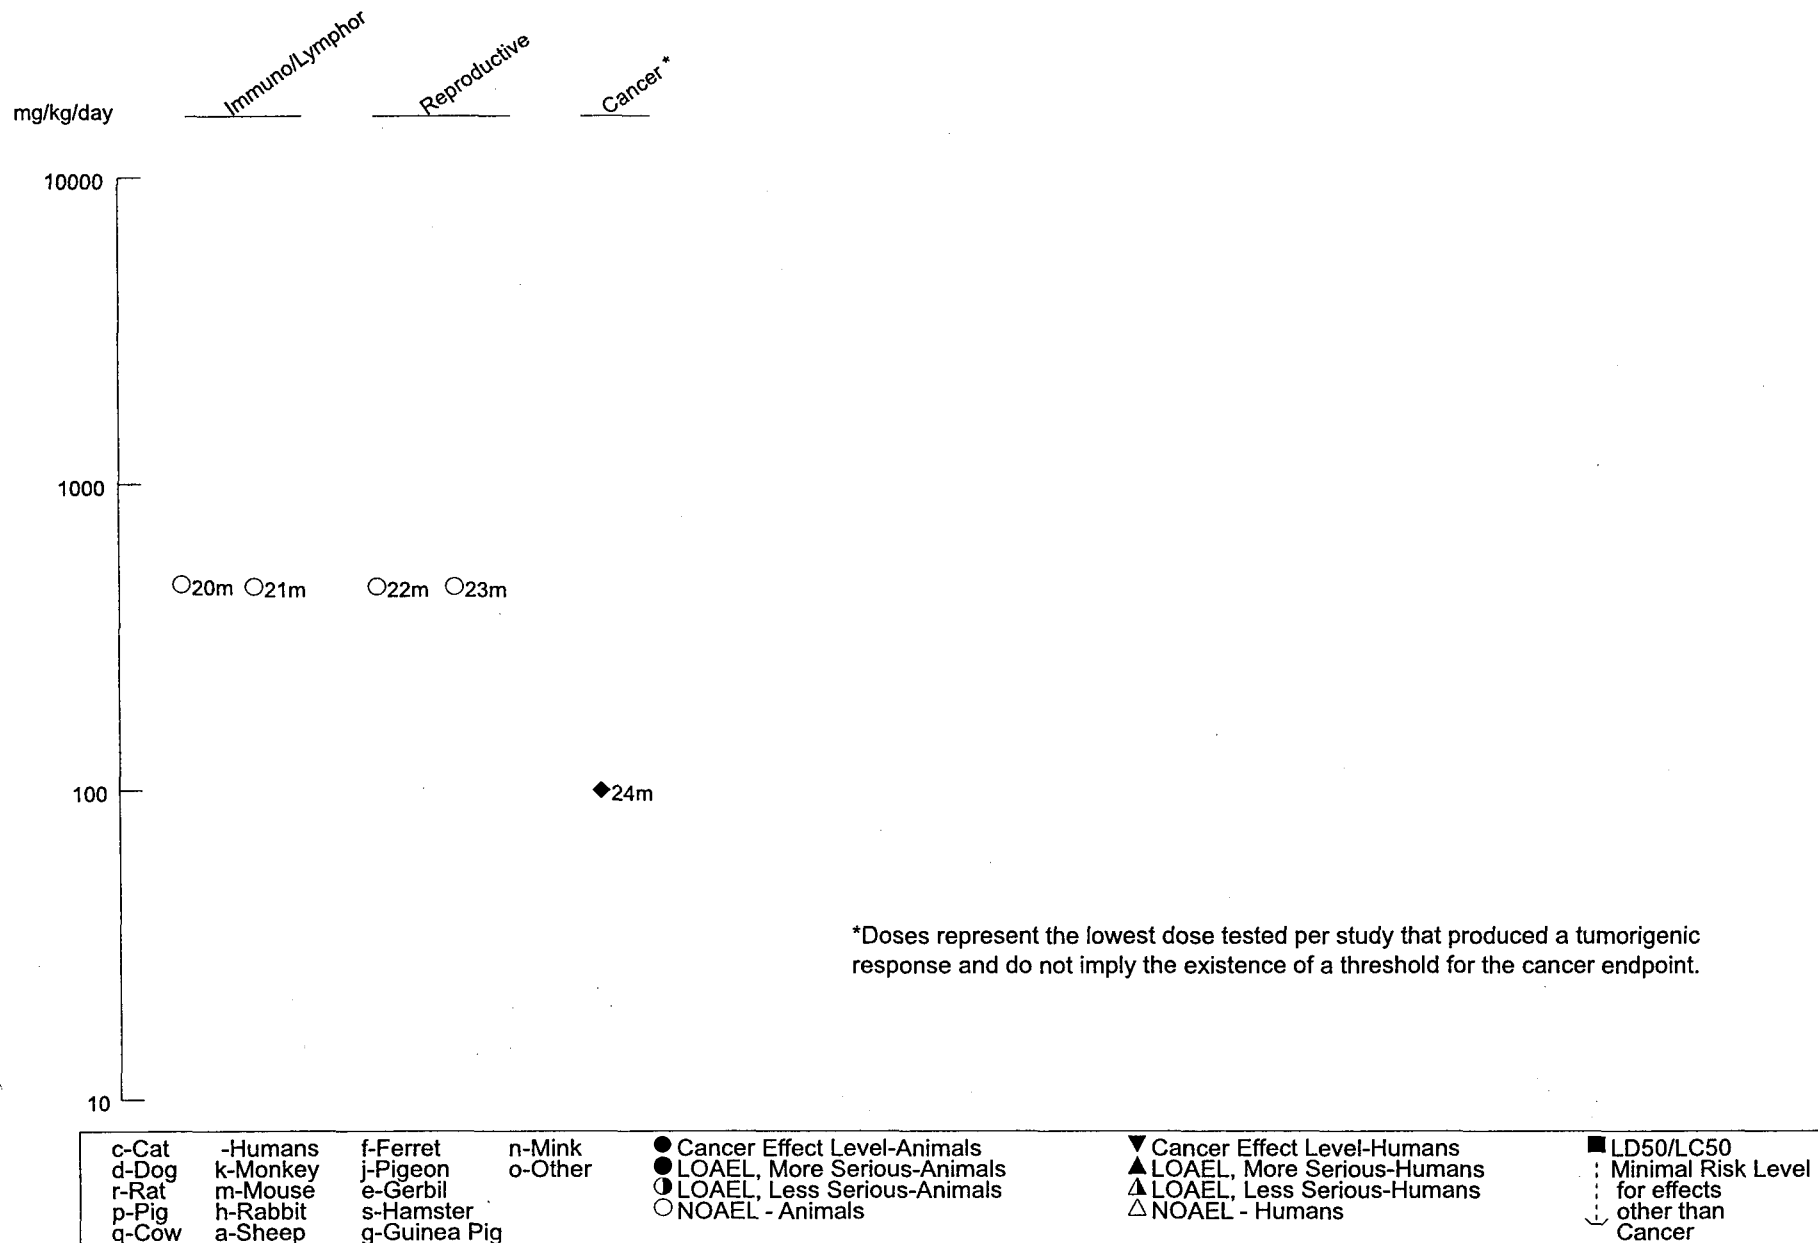 Immuno/Lymphor
Reproductive
Cancer *
mg/kg/day
10000
1000
20m 21m 22m 23m
100
24m
*Doses represent the lowest dose tested per study that produced a tumorigenic
response and do not imply the existence of a threshold for the cancer endpoint.
10
c-Cat -Humans f-Ferret n-Mink Cancer Effect Level-Animals Cancer Effect Level-Humans LD50/LC50
d-Dog k-Monkey j-Pigeon o-Other LOAEL, More Serious-Animals LOAEL, More Serious-Humans Minimal Risk Level
r-Rat m-Mouse e-Gerbil LOAEL, Less Serious-Animals LOAEL, Less Serious-Humans for effects
p-Pig h-Rabbit s-Hamster NOAEL - Animals NOAEL - Humans other than
q-Cow a-Sheep g-Guinea Pig Cancer